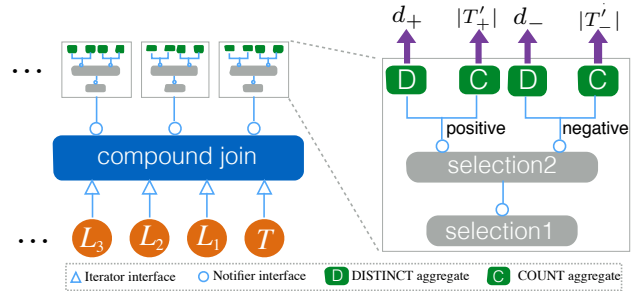 d₊ |T′₊| d₋ |T′₋|
...
D C D C
positive negative
compound join
selection2
selection1
... L₃ L₂ L₁ T
Iterator interface Notifier interface D DISTINCT aggregate C COUNT aggregate